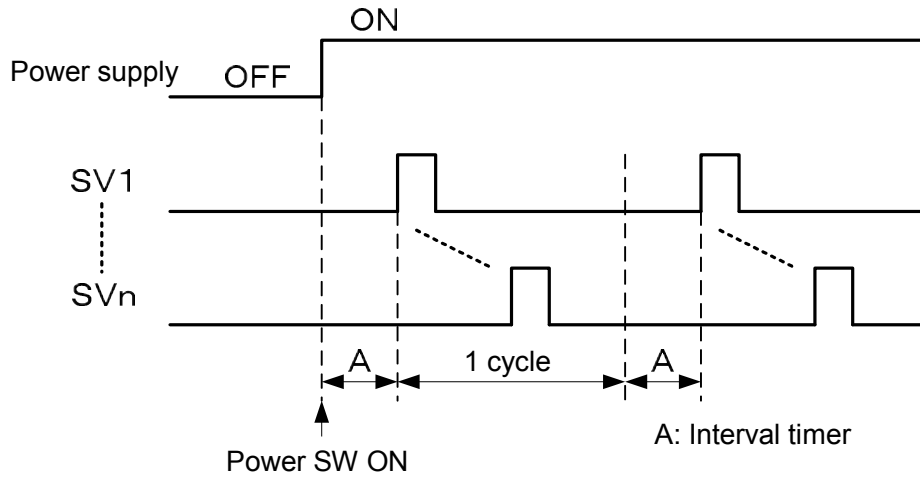 ON
Power supply
OFF
SV1
SVn
A
1 cycle
A
A: Interval timer
Power SW ON